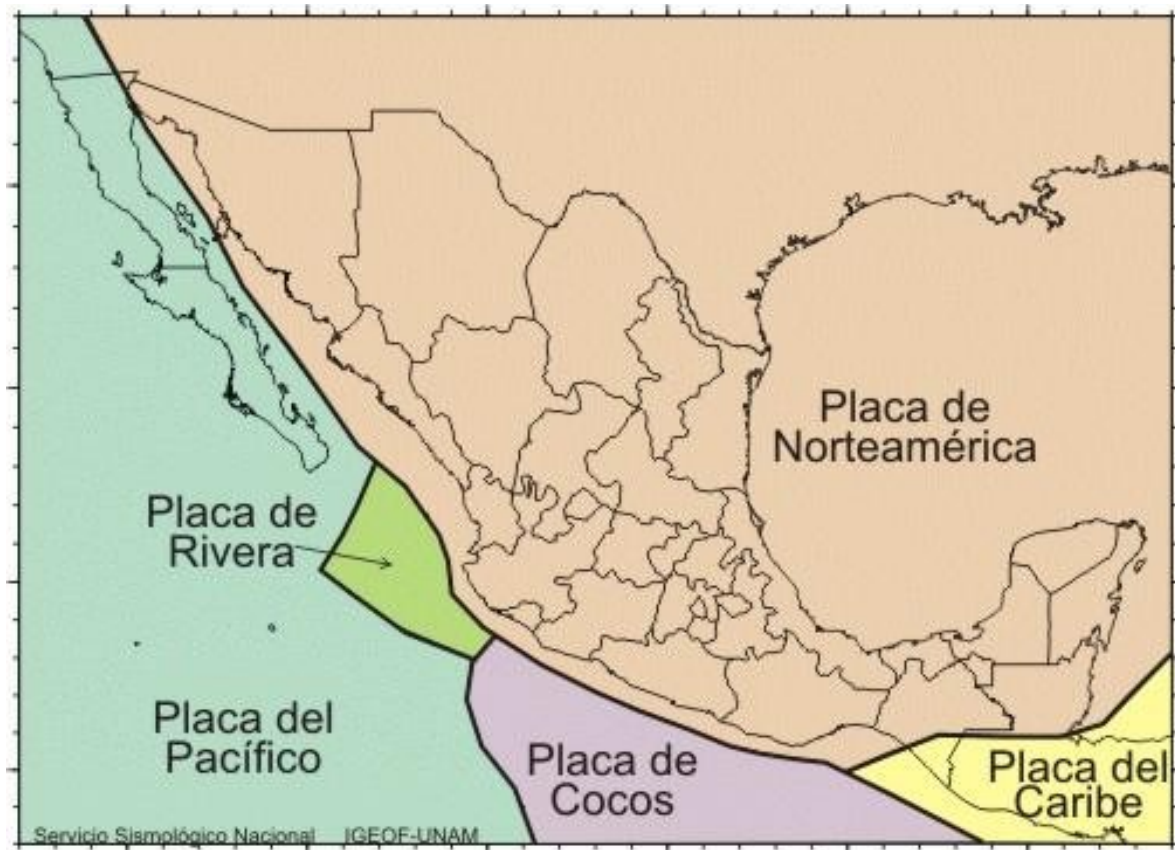 Placa de
Norteamérica
Placa de
Rivera
Placa del
Pacífico
Placa de
Cocos
Placa del
Caribe
Servicio Sismológico Nacional IGEOF-UNAM